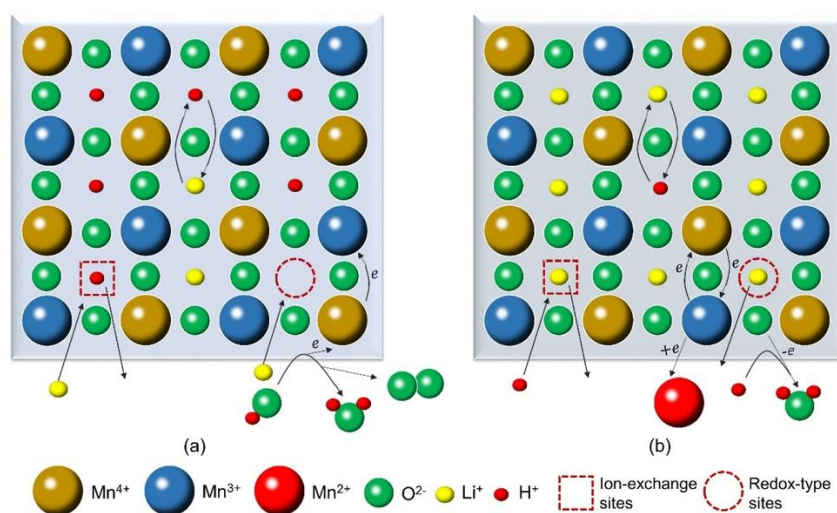 e
e
(a)
e
e
+e
-e
(b)
Mn⁴⁺
Mn³⁺
Mn²⁺
O²⁻
Li⁺
H⁺
Ion-exchange
sites
Redox-type
sites